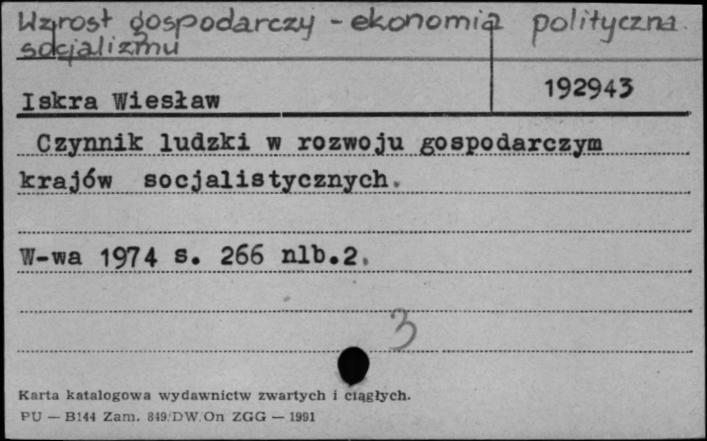 Wzrost gospodarczy - ekonomia polityczna
socjalizmu
Iskra Wiesław
192943
Czynnik ludzki w rozwoju gospodarczym
krajów socjalistycznych.
W-wa 1974 s. 266 nlb.2.
3
Karta katalogowa wydawnictw zwartych i ciągłych.
PU — B144 Zam. 849/DW/On ZGG — 1991